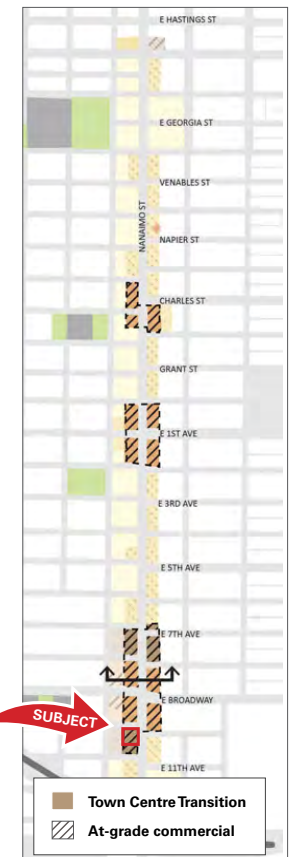 E HASTINGS ST
E GEORGIA ST
VENABLES ST
NANAIMO ST
NAPIER ST
CHARLES ST
GRANT ST
E 1ST AVE
E 3RD AVE
E 5TH AVE
E 7TH AVE
E BROADWAY
SUBJECT
E 11TH AVE
Town Centre Transition
At-grade commercial